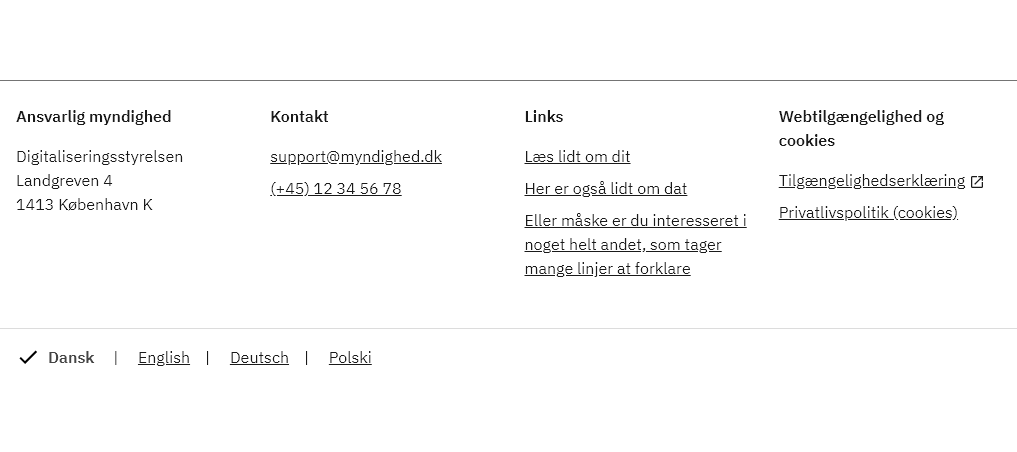 Ansvarlig myndighed
Digitaliseringsstyrelsen
Landgreven 4
1413 København K
Kontakt
support@myndighed.dk
(+45) 12 34 56 78
Links
Læs lidt om dit
Her er også lidt om dat
Eller måske er du interesseret i
noget helt andet, som tager
mange linjer at forklare
Webtilgængelighed og
cookies
Tilgængelighedserklæring
Privatlivspolitik (cookies)
Dansk | English | Deutsch | Polski